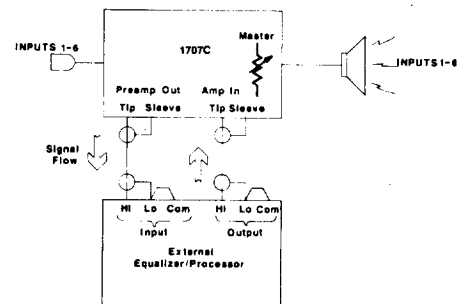 Master
INPUTS 1-6
1707C
INPUTS 1-6
Preamp Out Amp In
Tip Sleeve Tip Sleeve
Signal
Flow
Hi Lo Com Hi Lo Com
Input Output
External
Equalizer/Processor